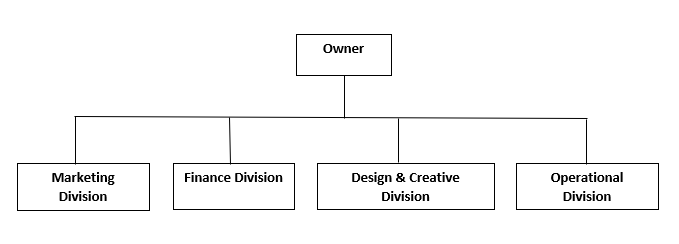 Owner
Marketing
Division
Finance Division
Design & Creative
Division
Operational
Division